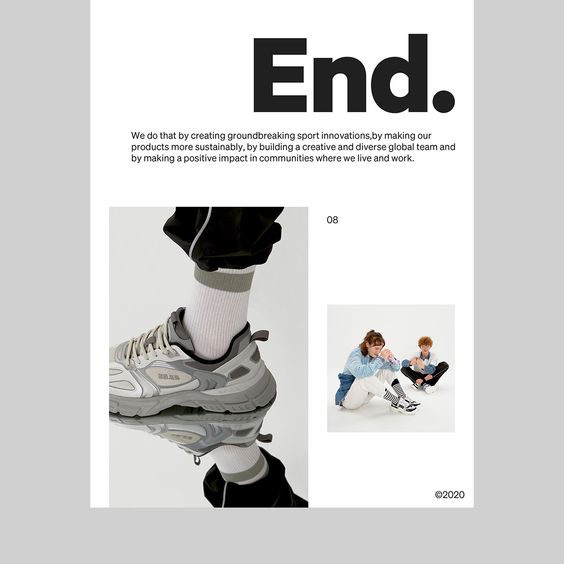 End.
We do that by creating groundbreaking sport innovations,by making our
products more sustainably, by building a creative and diverse global team and
by making a positive impact in communities where we live and work.
08
©2020